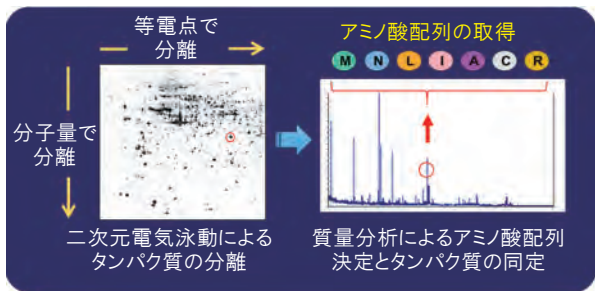 等電点で
分離
分子量で
分離
二次元電気泳動による
タンパク質の分離
アミノ酸配列の取得
M N L I A C R
質量分析によるアミノ酸配列
決定とタンパク質の同定